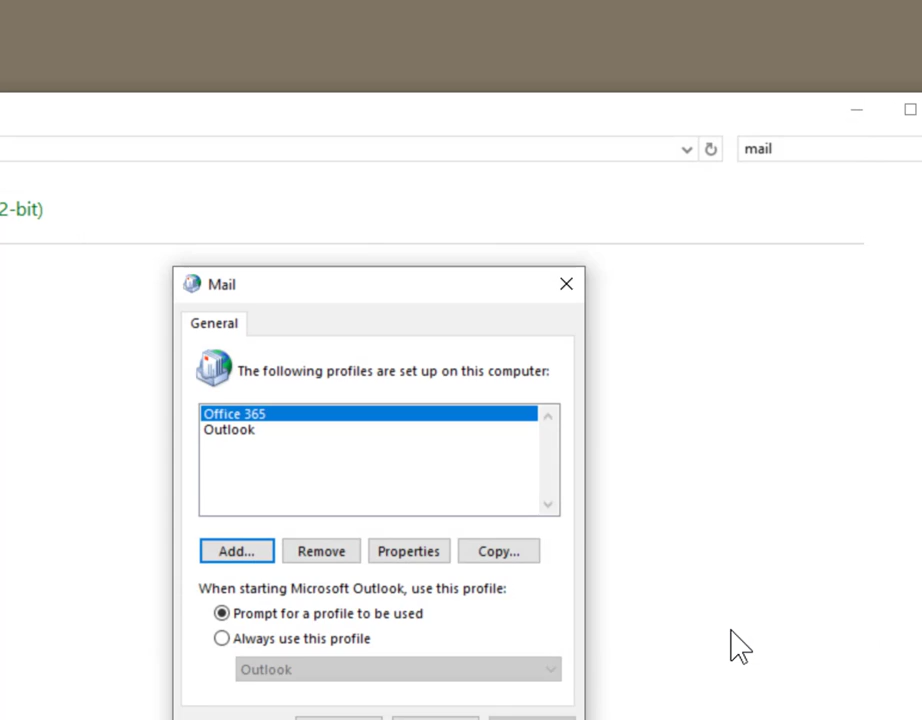 mail
2-bit)
Mail
General
The following profiles are set up on this computer:
Office 365
Outlook
Add... Remove Properties Copy...
When starting Microsoft Outlook, use this profile:
Prompt for a profile to be used
Always use this profile
Outlook